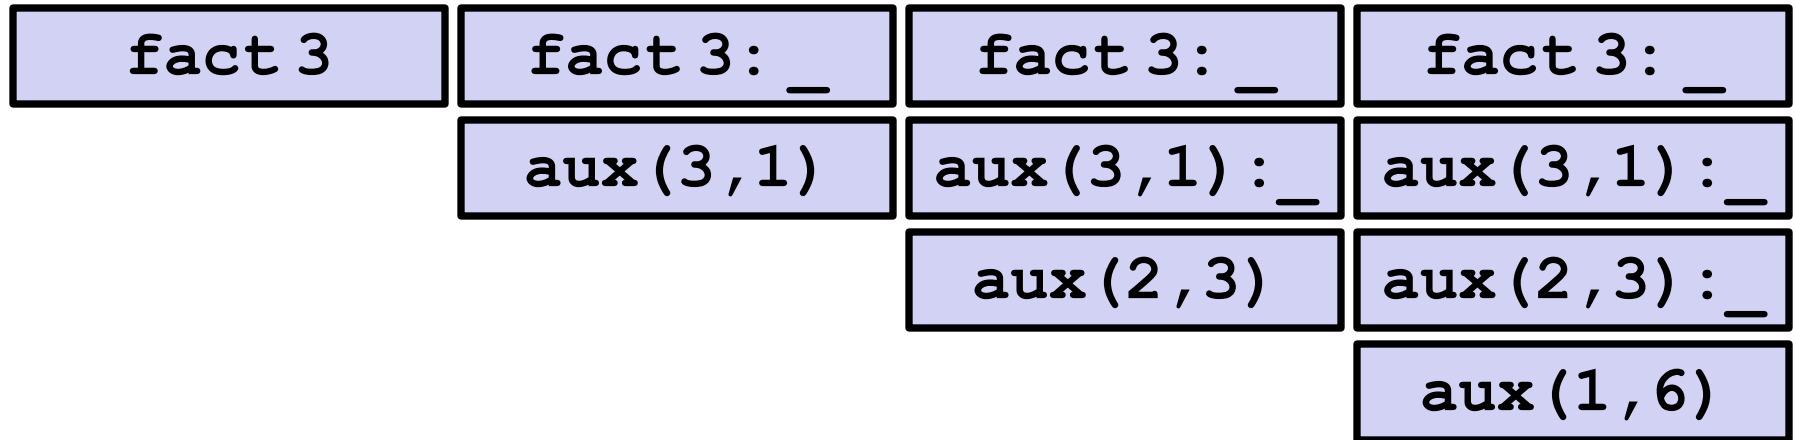 fact 3 fact 3:_ fact 3:_ fact 3:_
aux(3,1) aux(3,1):_ aux(3,1):_
aux(2,3) aux(2,3):_
aux(1,6)